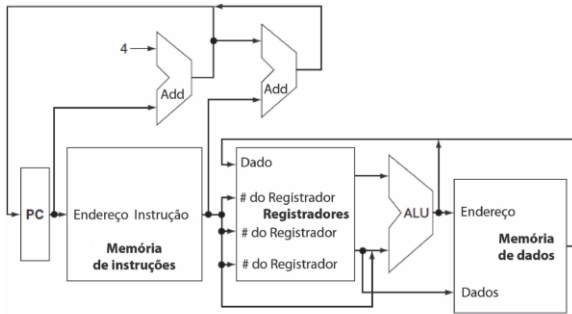 4
Add
Add
PC
Endereço Instrução
Memória
de instruções
Dado
# do Registrador
Registradores
# do Registrador
# do Registrador
ALU
Endereço
Memória
de dados
Dados